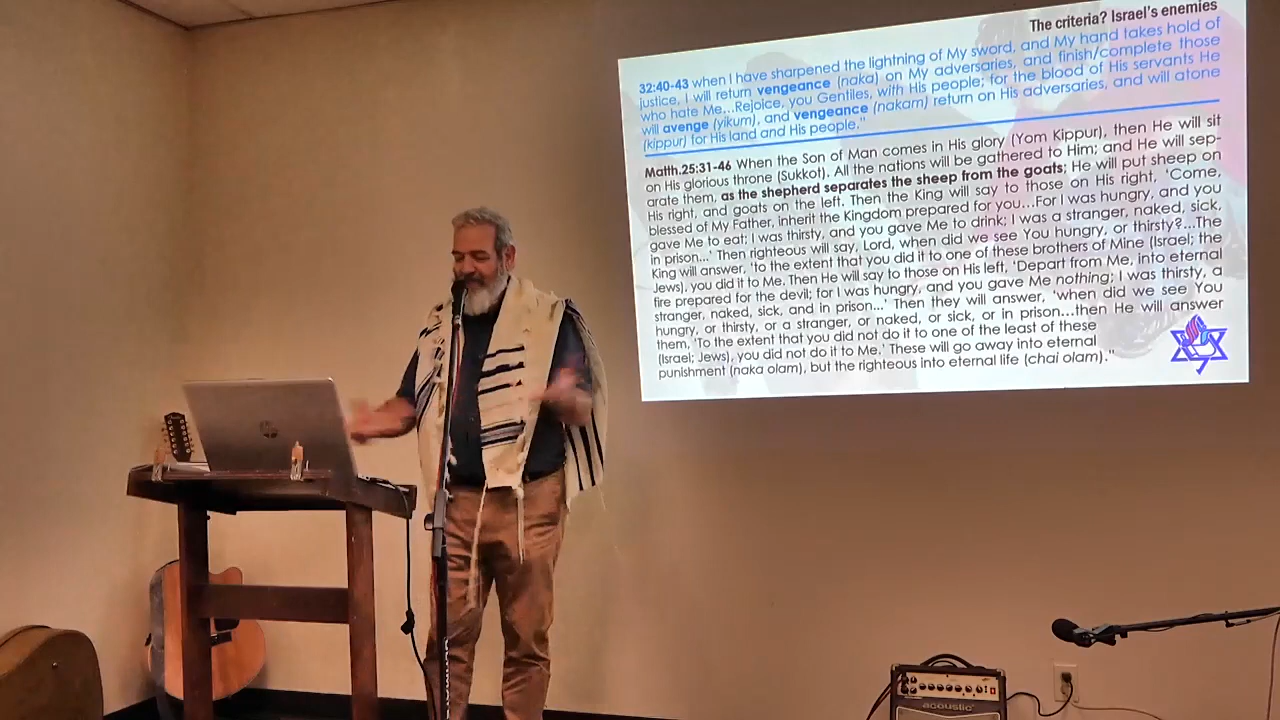 The criteria? Israel's enemies
32:40-43 when I have sharpened the lightning of My sword, and My hand takes hold of
justice, I will return vengeance (naka) on My adversaries, and finish/complete those
who hate Me...Rejoice, you Gentiles, with His people; for the blood of His servants He
will avenge (yikum), and vengeance (nakam) return on His adversaries, and will atone
(kippur) for His land and His people."
Matth.25:31-46 When the Son of Man comes in His glory (Yom Kippur), then He will sit
on His glorious throne (Sukkot). All the nations will be gathered to Him; and He will sep-
arate them, as the shepherd separates the sheep from the goats; He will put sheep on
His right, and goats on the left. Then the King will say to those on His right, 'Come,
blessed of My Father, inherit the Kingdom prepared for you...For I was hungry, and you
gave Me to eat; I was thirsty, and you gave Me to drink; I was a stranger, naked, sick,
in prison...' Then righteous will say, Lord, when did we see You hungry, or thirsty?...The
King will answer, 'to the extent that you did it to one of these brothers of Mine (Israel; the
Jews), you did it to Me. Then He will say to those on His left, 'Depart from Me, into eternal
fire prepared for the devil; for I was hungry, and you gave Me nothing; I was thirsty, a
stranger, naked, sick, and in prison...' Then they will answer, 'when did we see You
hungry, or thirsty, or a stranger, or naked, or sick, or in prison...then He will answer
them, 'To the extent that you did not do it to one of the least of these
(Israel; Jews), you did not do it to Me.' These will go away into eternal
punishment (naka olam), but the righteous into eternal life (chai olam)."
hp
acoustic